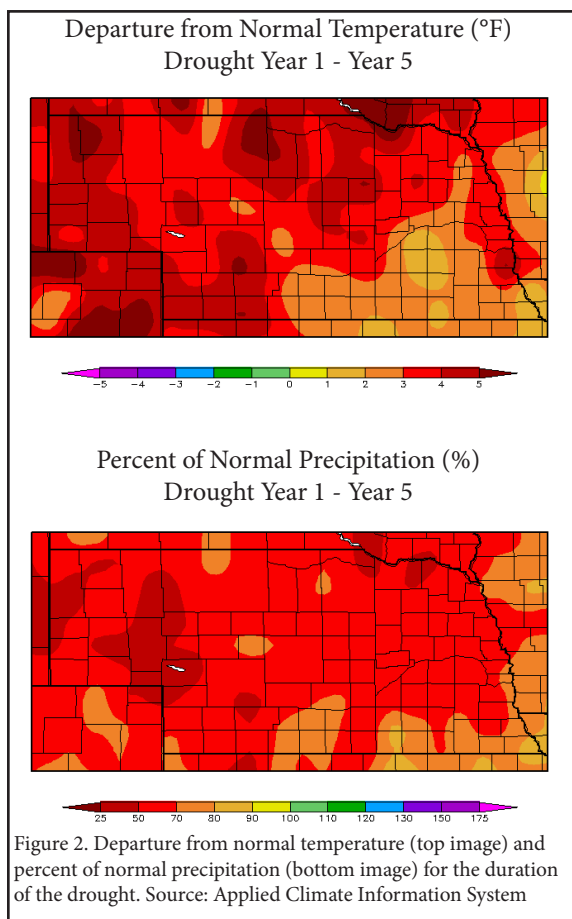 Departure from Normal Temperature (°F)
Drought Year 1 - Year 5
-5 -4 -3 -2 -1 0 1 2 3 4 5
Percent of Normal Precipitation (%)
Drought Year 1 - Year 5
25 50 70 80 90 100 110 120 130 150 175
Figure 2. Departure from normal temperature (top image) and
percent of normal precipitation (bottom image) for the duration
of the drought. Source: Applied Climate Information System